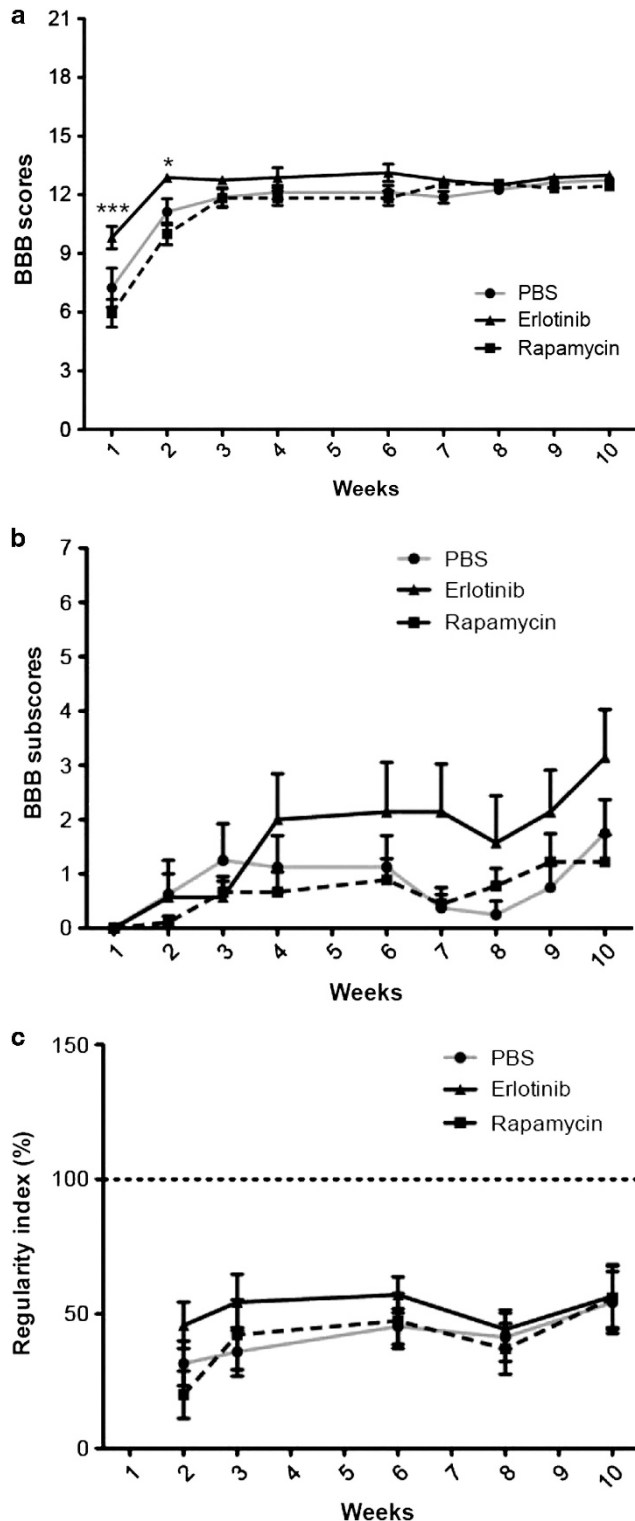 a
21
18
15
12
9
6
3
0
BBB scores
***
*
PBS
Erlotinib
Rapamycin
1 2 3 4 5 6 7 8 9 10
Weeks
b
7
6
5
4
3
2
1
0
BBB subscores
PBS
Erlotinib
Rapamycin
1 2 3 4 5 6 7 8 9 10
Weeks
c
150
100
50
0
Regularity index (%)
PBS
Erlotinib
Rapamycin
1 2 3 4 5 6 7 8 9 10
Weeks